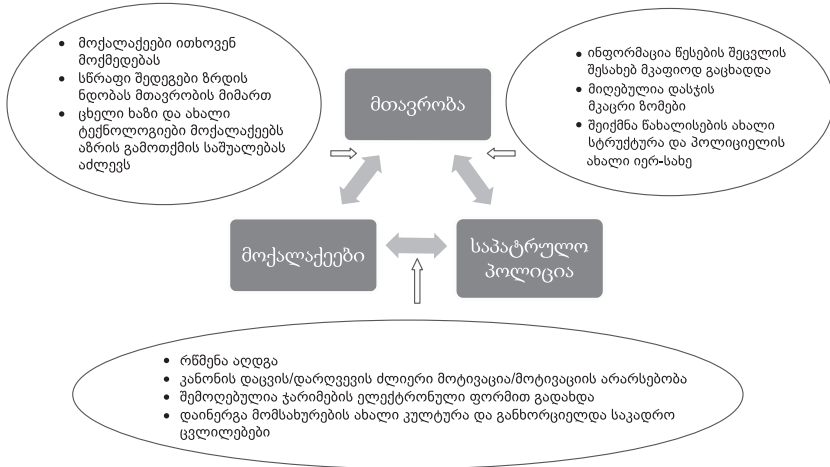 • მოქალაქეები ითხოვენ
მოქმედებას
• სწრაფი შედეგები ზრდის
ნდობას მთავრობის მიმართ
• ცხელი ხაზი და ახალი
ტექნოლოგიები მოქალაქეებს
აზრის გამოთქმის საშუალებას
აძლევს
მთავრობა
• ინფორმაცია წესების შეცვლის
შესახებ მკაფიოდ გაცხადდა
• მიღებულია დასჯის
მკაცრი ზომები
• შეიქმნა წახალისების ახალი
სტრუქტურა და პოლიციელის
ახალი იერ-სახე
მოქალაქეები
საპატრულო
პოლიცია
• რწმენა აღდგა
• კანონის დაცვის/დარღვევის ძლიერი მოტივაცია/მოტივაციის არარსებობა
• შემოღებულია ჯარიმების ელექტრონული ფორმით გადახდა
• დაინერგა მომსახურების ახალი კულტურა და განხორციელდა საკადრო
ცვლილებები